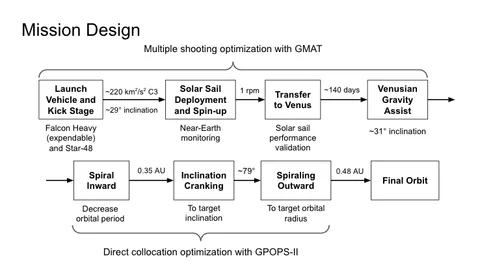 Mission Design
Multiple shooting optimization with GMAT
Launch
Vehicle and
Kick Stage
~220 km²/s² C3
~29° inclination
Solar Sail
Deployment
and Spin-up
1 rpm
Transfer
to Venus
~140 days
Venusian
Gravity
Assist
Falcon Heavy
(expendable)
and Star-48
Near-Earth
monitoring
Solar sail
performance
validation
~31° inclination
Spiral
Inward
0.35 AU
Inclination
Cranking
~79°
Spiraling
Outward
0.48 AU
Final Orbit
Decrease
orbital period
To target
inclination
To target orbital
radius
Direct collocation optimization with GPOPS-II